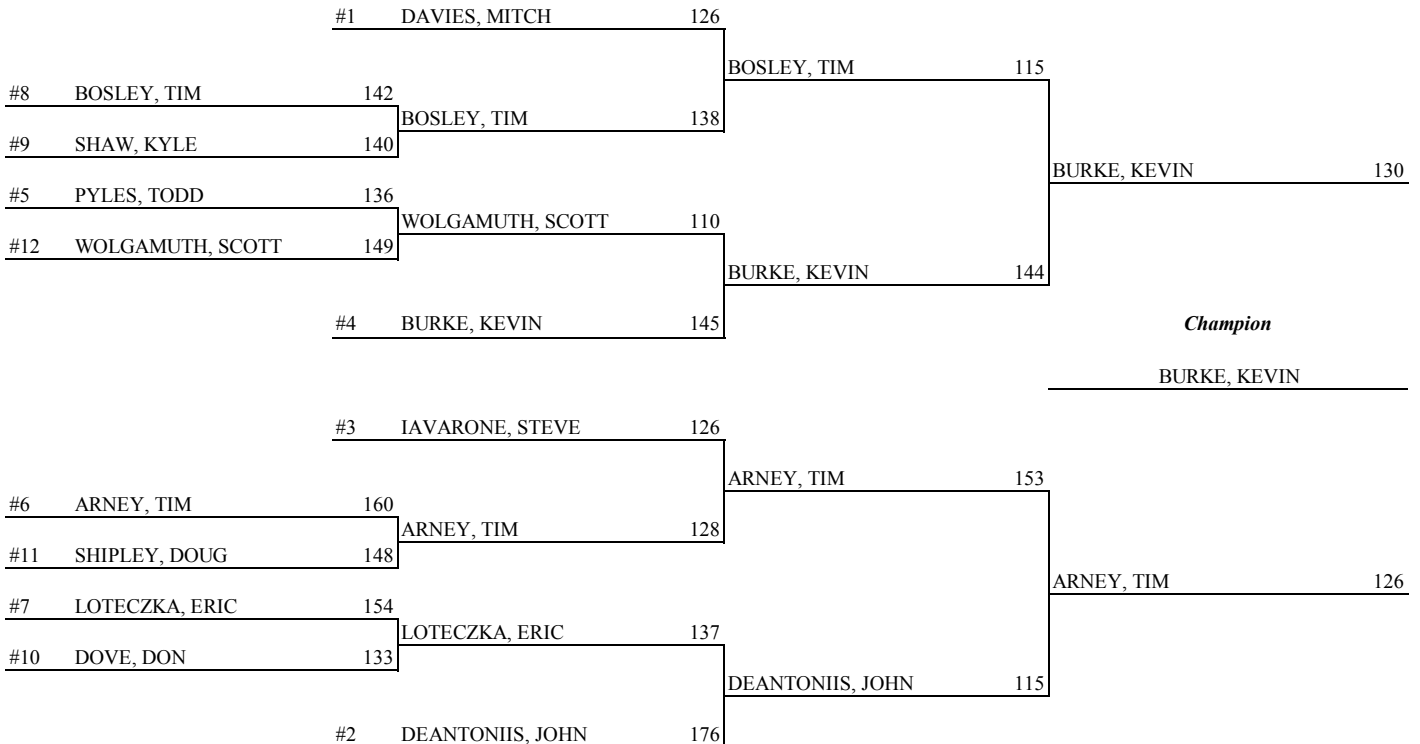 #1 DAVIES, MITCH 126
BOSLEY, TIM 115
#8 BOSLEY, TIM 142
BOSLEY, TIM 138
#9 SHAW, KYLE 140
BURKE, KEVIN 130
#5 PYLES, TODD 136
WOLGAMUTH, SCOTT 110
#12 WOLGAMUTH, SCOTT 149
BURKE, KEVIN 144
#4 BURKE, KEVIN 145
Champion
BURKE, KEVIN
#3 IAVARONE, STEVE 126
ARNEY, TIM 153
#6 ARNEY, TIM 160
ARNEY, TIM 128
#11 SHIPLEY, DOUG 148
ARNEY, TIM 126
#7 LOTECZKA, ERIC 154
LOTECZKA, ERIC 137
#10 DOVE, DON 133
DEANTONIIS, JOHN 115
#2 DEANTONIIS, JOHN 176